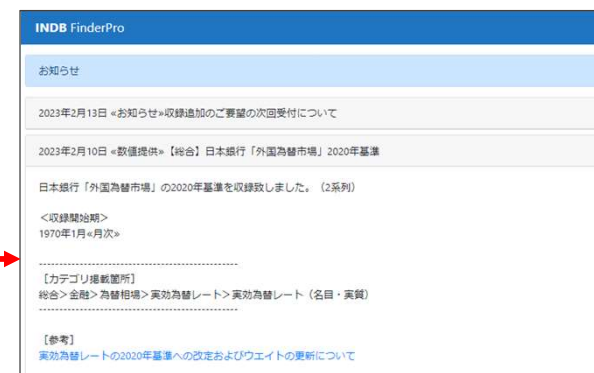 INDB FinderPro
お知らせ
2023年2月13日 «お知らせ»収録追加のご要望の次回受付について
2023年2月10日 «数値提供»【総合】日本銀行「外国為替市場」2020年基準
日本銀行「外国為替市場」の2020年基準を収録致しました。(2系列)
<収録開始期>
1970年1月«月次»
------------------------------------------------
［カテゴリ掲載箇所］
総合＞金融＞為替相場＞実効為替レート＞実効為替レート（名目・実質）
------------------------------------------------
［参考］
実効為替レートの2020年基準への改定およびウエイトの更新について